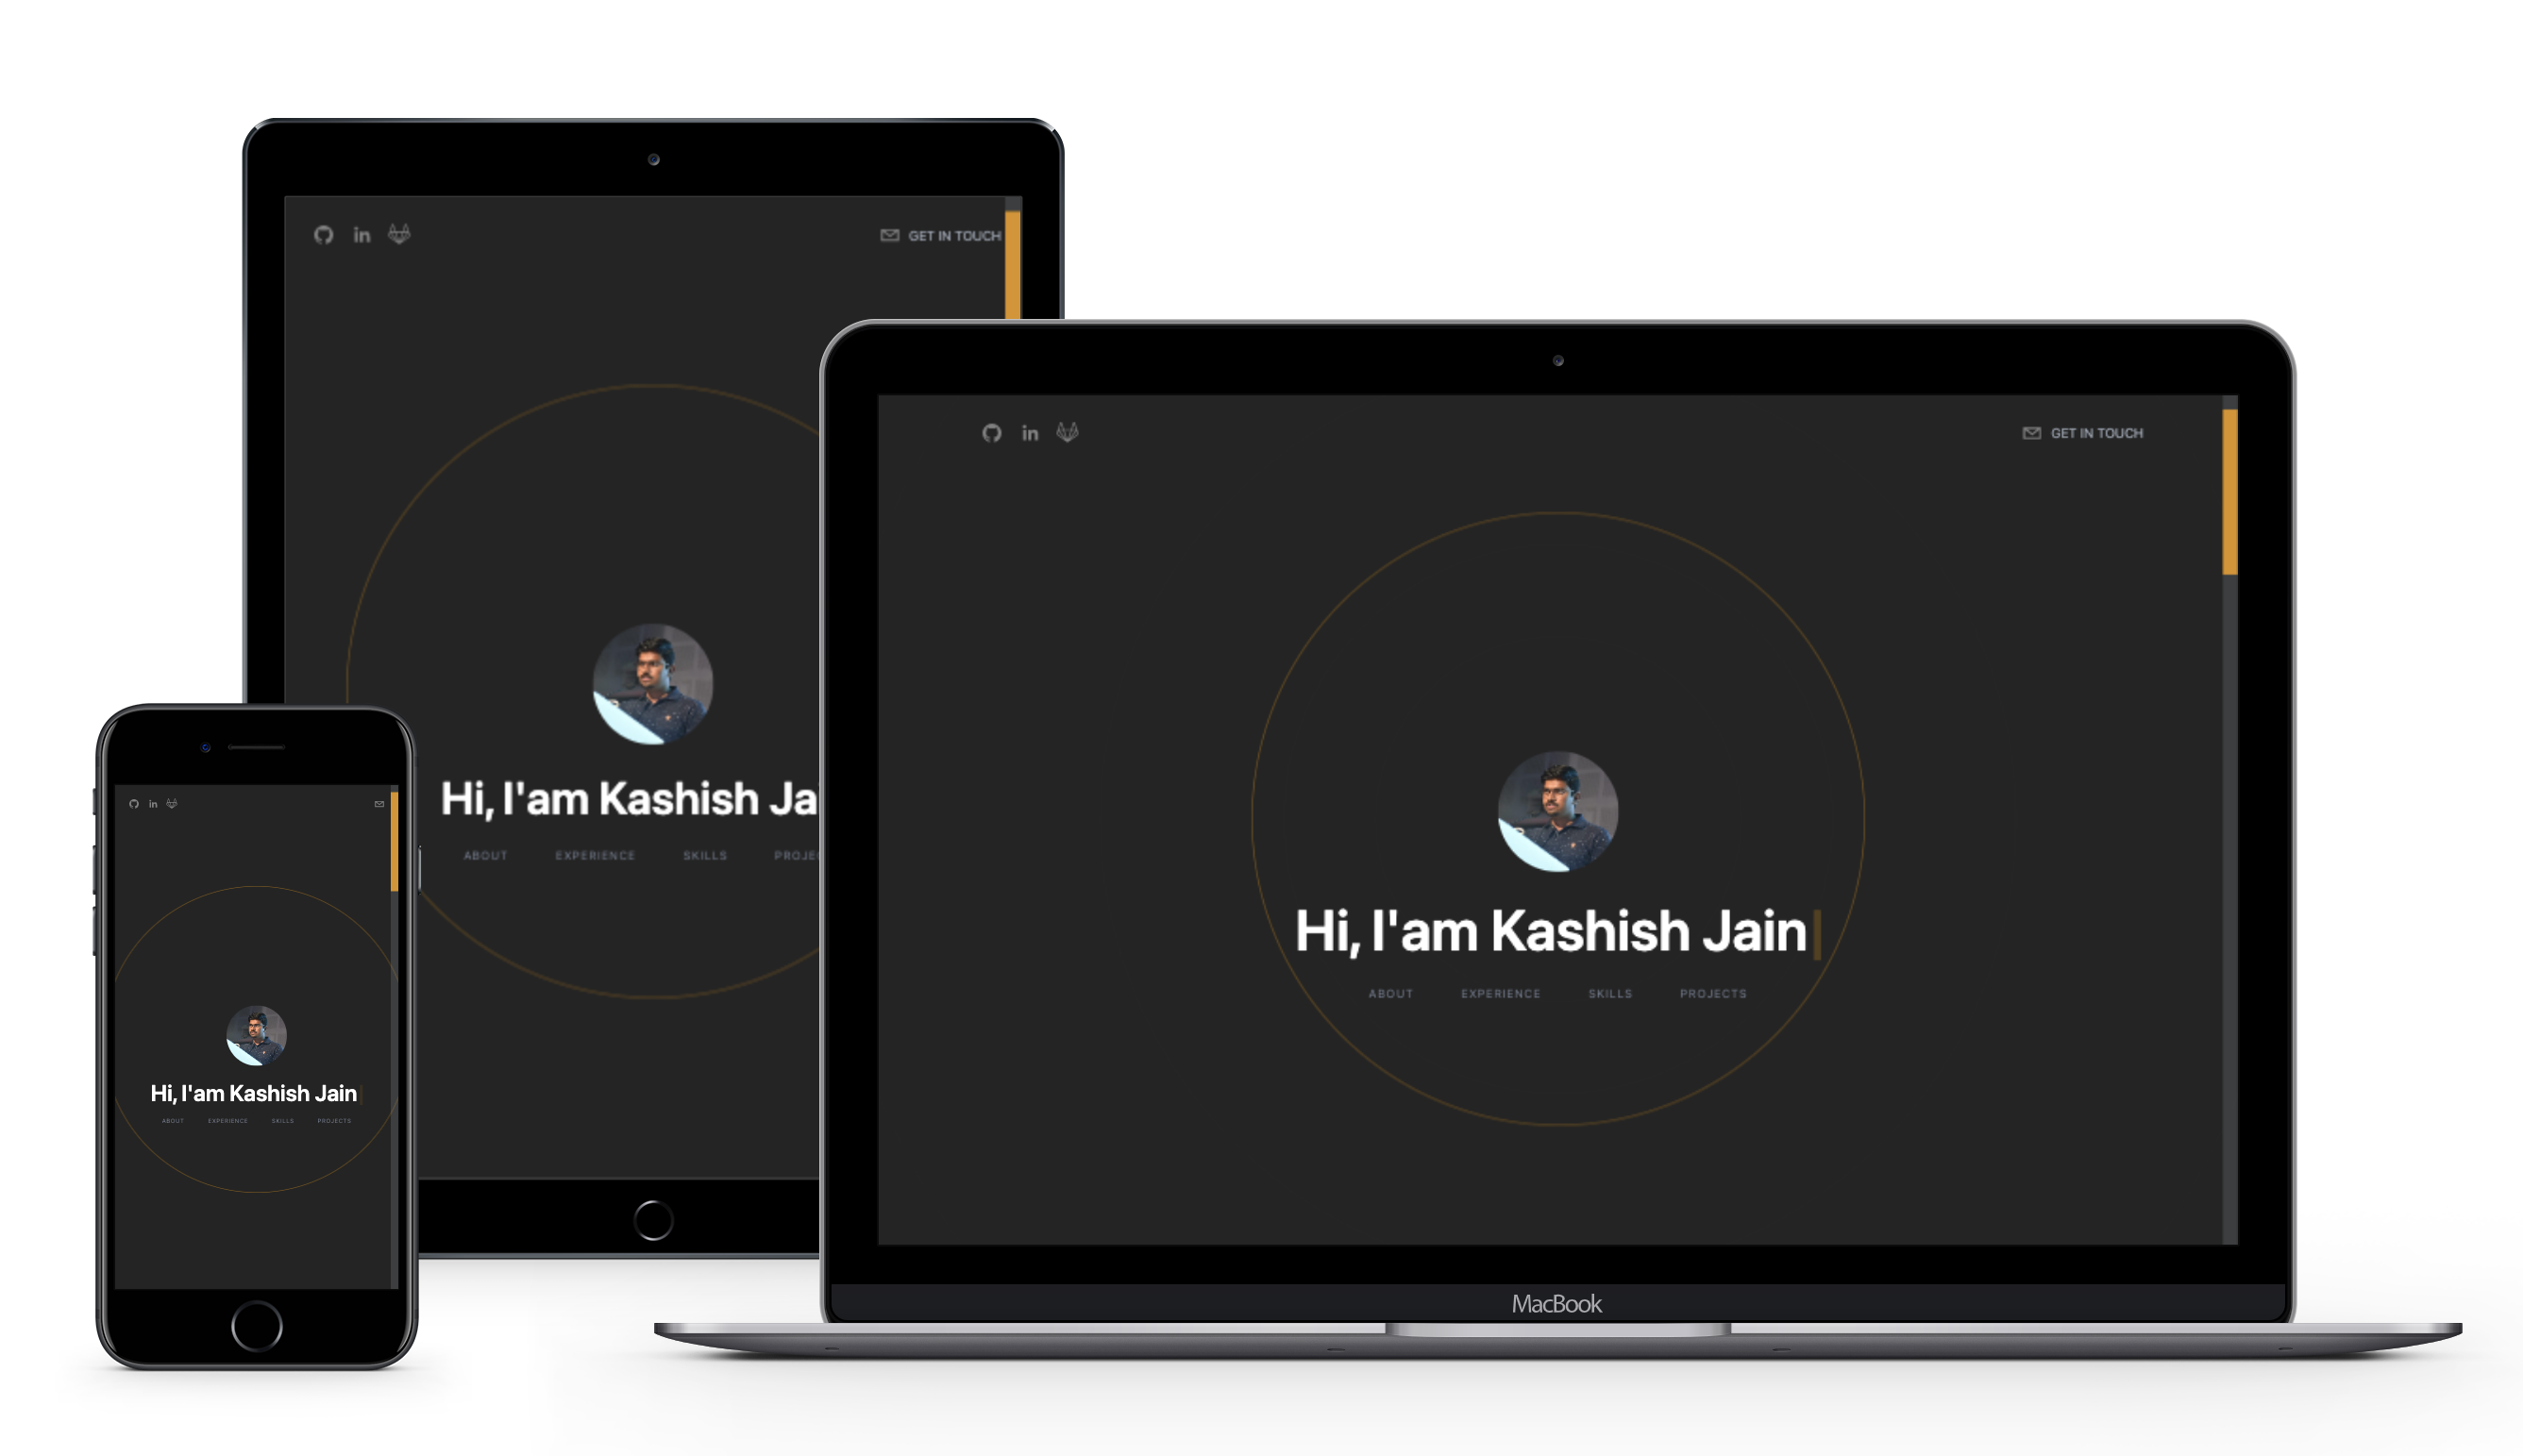 in
GET IN TOUCH
Hi, I'am Kashish Ja
ABOUT EXPERIENCE SKILLS PROJEC
in
GET IN TOUCH
Hi, I'am Kashish Jain
ABOUT EXPERIENCE SKILLS PROJECTS
MacBook
in
Hi, I'am Kashish Jain
ABOUT EXPERIENCE SKILLS PROJECTS